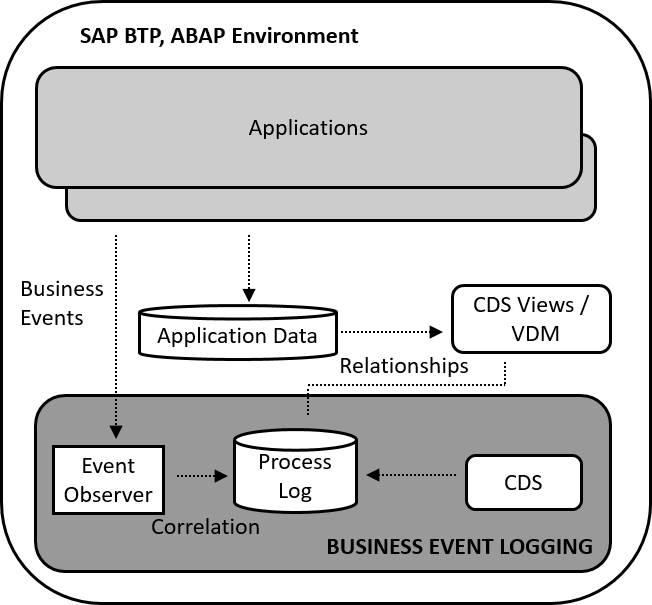 SAP BTP, ABAP Environment
Applications
Business
Events
Application Data
CDS Views /
VDM
Relationships
Event
Observer
Process
Log
CDS
Correlation
BUSINESS EVENT LOGGING